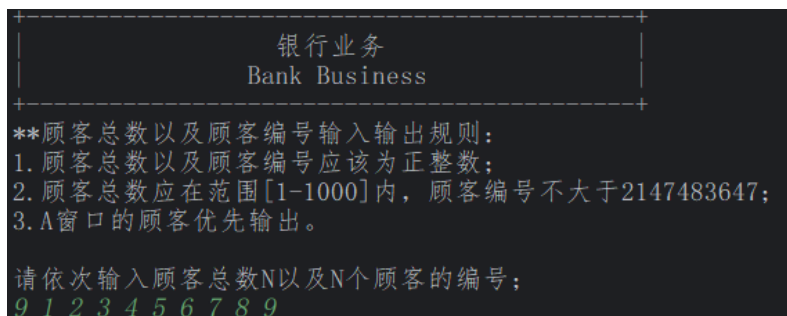 银行业务
Bank Business
**顾客总数以及顾客编号输入输出规则:
1.顾客总数以及顾客编号应该为正整数;
2.顾客总数应在范围[1-1000]内，顾客编号不大于2147483647;
3.A窗口的顾客优先输出。
请依次输入顾客总数N以及N个顾客的编号;
9 1 2 3 4 5 6 7 8 9